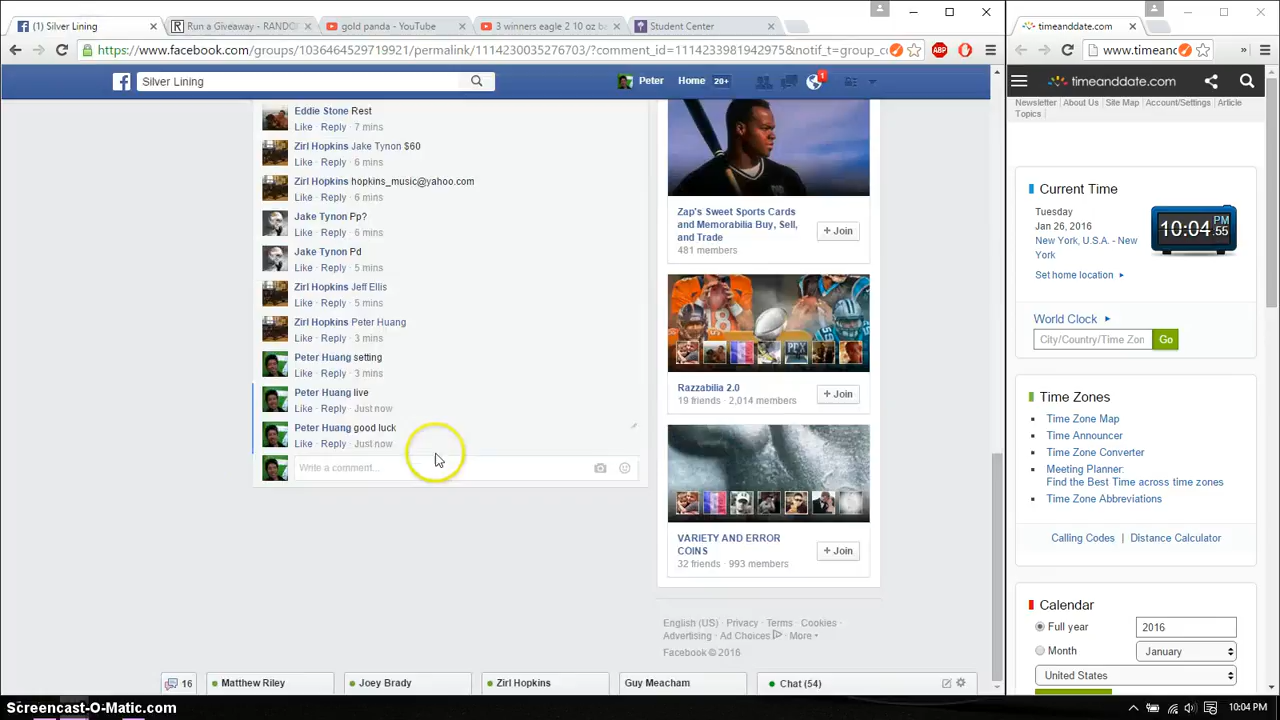 (1) Silver Lining
Run a Giveaway - RANDO
gold panda - YouTube
3 winners eagle 2 10 oz ba
Student Center
timeanddate.com
https://www.facebook.com/groups/1036464529719921/permalink/1114230035276703/?comment_id=1114233981942975&notif_t=group_c
ABP
www.timeanc
Silver Lining
Peter
Home 20+
1
timeanddate.com
Newsletter About Us Site Map Account/Settings Article
Topics
Eddie Stone Rest
Like · Reply · 7 mins
Zirl Hopkins Jake Tynon $60
Like · Reply · 6 mins
Zirl Hopkins hopkins_music@yahoo.com
Like · Reply · 6 mins
Jake Tynon Pp?
Like · Reply · 6 mins
Jake Tynon Pd
Like · Reply · 5 mins
Zirl Hopkins Jeff Ellis
Like · Reply · 5 mins
Zirl Hopkins Peter Huang
Like · Reply · 3 mins
Peter Huang setting
Like · Reply · 3 mins
Peter Huang live
Like · Reply · Just now
Peter Huang good luck
Like · Reply · Just now
Write a comment...
Zap's Sweet Sports Cards
and Memorabilia Buy, Sell,
and Trade
481 members
+ Join
Razzabilia 2.0
19 friends · 2,014 members
+ Join
VARIETY AND ERROR
COINS
32 friends · 993 members
+ Join
English (US) · Privacy · Terms · Cookies ·
Advertising · Ad Choices · More
Facebook © 2016
Current Time
Tuesday
Jan 26, 2016
New York, U.S.A. - New
York
10:04 PM 55
Set home location
World Clock
City/Country/Time Zon
Go
Time Zones
Time Zone Map
Time Announcer
Time Zone Converter
Meeting Planner:
Find the Best Time across time zones
Time Zone Abbreviations
Calling Codes | Distance Calculator
Calendar
Full year
2016
Month
January
United States
16
Matthew Riley
Joey Brady
Zirl Hopkins
Guy Meacham
Chat (54)
Screencast-O-Matic.com
10:04 PM